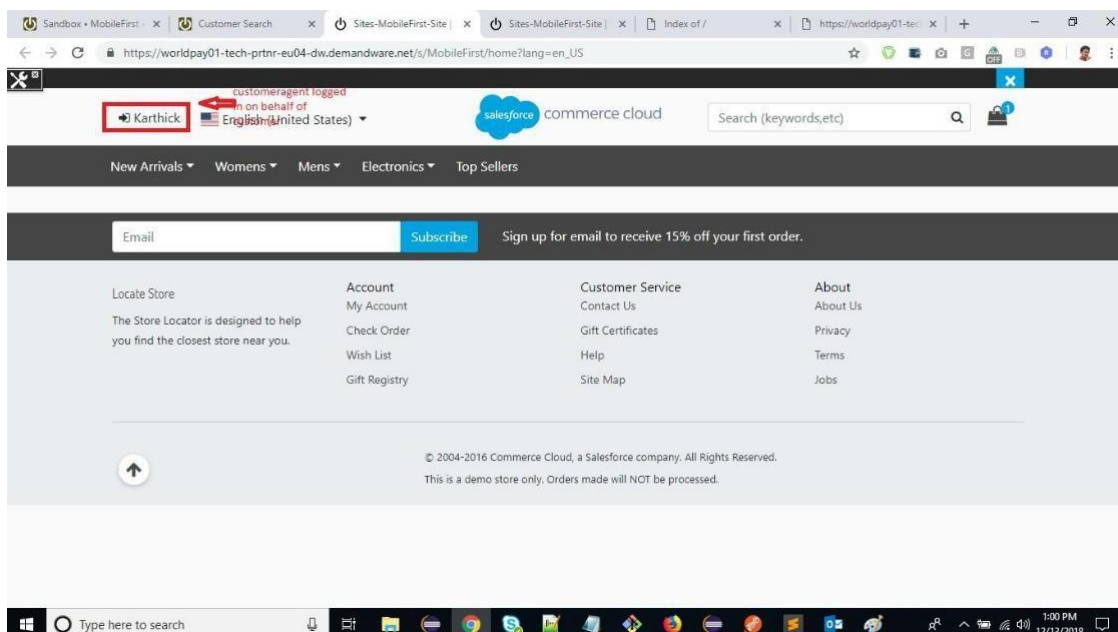 Sandbox • MobileFirst -
Customer Search
Sites-MobileFirst-Site |
Sites-MobileFirst-Site |
Index of /
https://worldpay01-tec
https://worldpay01-tech-prtnr-eu04-dw.demandware.net/s/MobileFirst/home?lang=en_US
OFF
customeragent logged
in on behalf of
Karthick
English (United States)
salesforce commerce cloud
Search (keywords,etc)
1
New Arrivals
Womens
Mens
Electronics
Top Sellers
Email
Subscribe
Sign up for email to receive 15% off your first order.
Locate Store
The Store Locator is designed to help
you find the closest store near you.
Account
My Account
Check Order
Wish List
Gift Registry
Customer Service
Contact Us
Gift Certificates
Help
Site Map
About
About Us
Privacy
Terms
Jobs
© 2004-2016 Commerce Cloud, a Salesforce company. All Rights Reserved.
This is a demo store only. Orders made will NOT be processed.
Type here to search
1:00 PM
12/13/2018